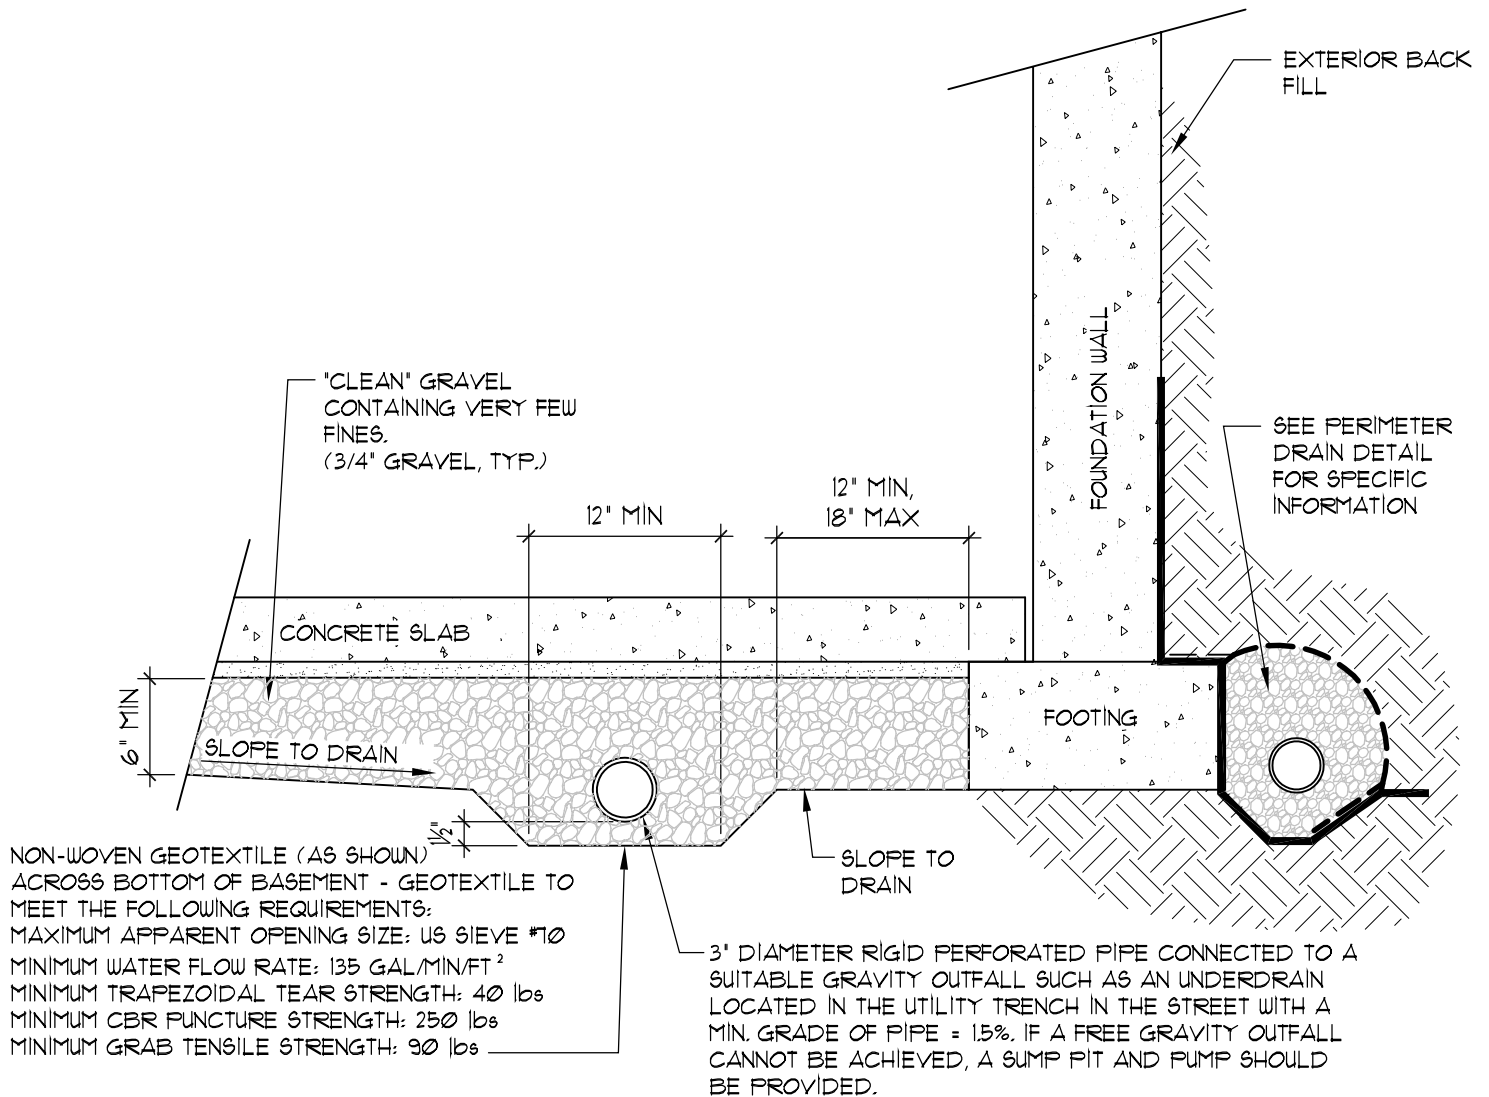 EXTERIOR BACK
FILL
"CLEAN" GRAVEL
CONTAINING VERY FEW
FINES.
(3/4" GRAVEL, TYP.)
FOUNDATION WALL
SEE PERIMETER
DRAIN DETAIL
FOR SPECIFIC
INFORMATION
12" MIN
12" MIN,
18" MAX
CONCRETE SLAB
6" MIN
SLOPE TO DRAIN
FOOTING
1½"
SLOPE TO
DRAIN
NON-WOVEN GEOTEXTILE (AS SHOWN)
ACROSS BOTTOM OF BASEMENT - GEOTEXTILE TO
MEET THE FOLLOWING REQUIREMENTS:
MAXIMUM APPARENT OPENING SIZE: US SIEVE #70
MINIMUM WATER FLOW RATE: 135 GAL/MIN/FT²
MINIMUM TRAPEZOIDAL TEAR STRENGTH: 40 lbs
MINIMUM CBR PUNCTURE STRENGTH: 250 lbs
MINIMUM GRAB TENSILE STRENGTH: 90 lbs
3" DIAMETER RIGID PERFORATED PIPE CONNECTED TO A
SUITABLE GRAVITY OUTFALL SUCH AS AN UNDERDRAIN
LOCATED IN THE UTILITY TRENCH IN THE STREET WITH A
MIN. GRADE OF PIPE = 1.5%. IF A FREE GRAVITY OUTFALL
CANNOT BE ACHIEVED, A SUMP PIT AND PUMP SHOULD
BE PROVIDED.